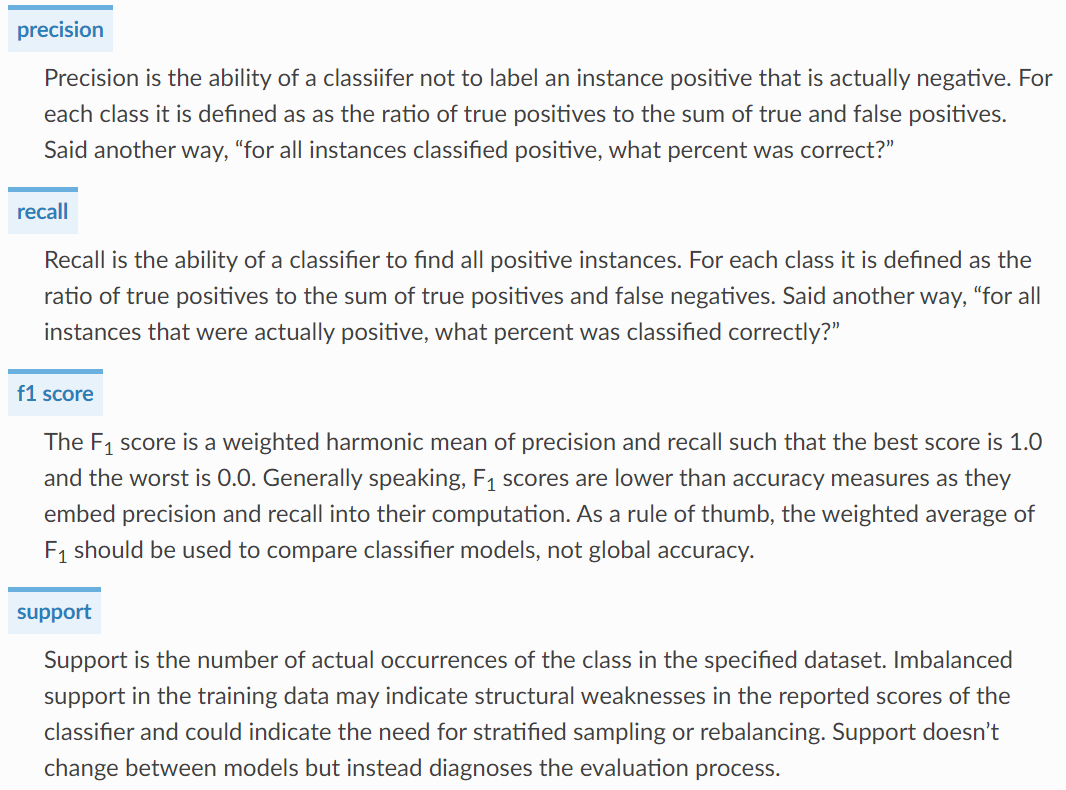 precision
Precision is the ability of a classiifer not to label an instance positive that is actually negative. For
each class it is defined as as the ratio of true positives to the sum of true and false positives.
Said another way, “for all instances classified positive, what percent was correct?”
recall
Recall is the ability of a classifier to find all positive instances. For each class it is defined as the
ratio of true positives to the sum of true positives and false negatives. Said another way, “for all
instances that were actually positive, what percent was classified correctly?”
f1 score
The F₁ score is a weighted harmonic mean of precision and recall such that the best score is 1.0
and the worst is 0.0. Generally speaking, F₁ scores are lower than accuracy measures as they
embed precision and recall into their computation. As a rule of thumb, the weighted average of
F₁ should be used to compare classifier models, not global accuracy.
support
Support is the number of actual occurrences of the class in the specified dataset. Imbalanced
support in the training data may indicate structural weaknesses in the reported scores of the
classifier and could indicate the need for stratified sampling or rebalancing. Support doesn’t
change between models but instead diagnoses the evaluation process.